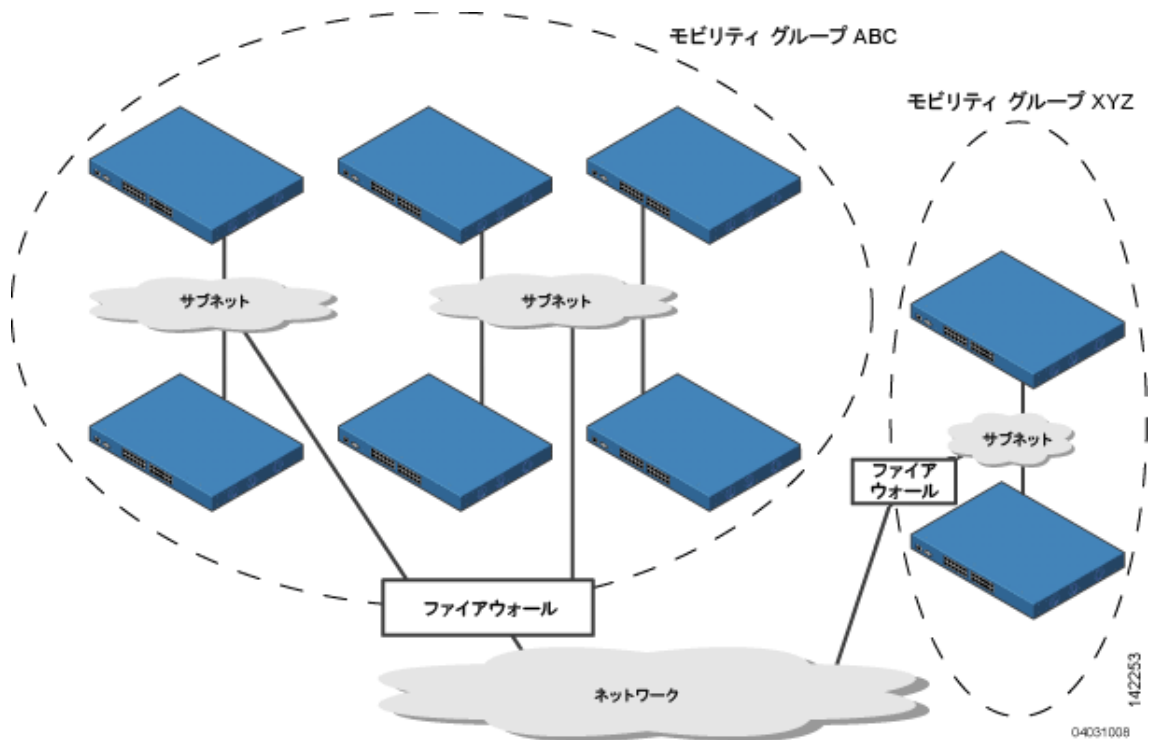 モビリティ グループ ABC
モビリティ グループ XYZ
サブネット
サブネット
サブネット
ファイア
ウォール
ファイアウォール
ネットワーク
142253
04031008